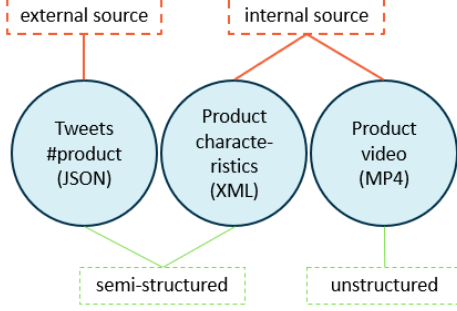 external source
internal source
Tweets
#product
(JSON)
Product
characte-
ristics
(XML)
Product
video
(MP4)
semi-structured
unstructured